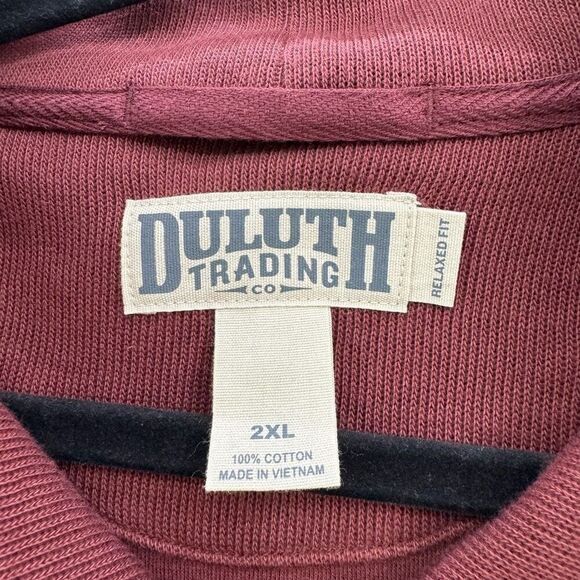 DULUTH
TRADING
CO
RELAXED FIT
2XL
100% COTTON
MADE IN VIETNAM